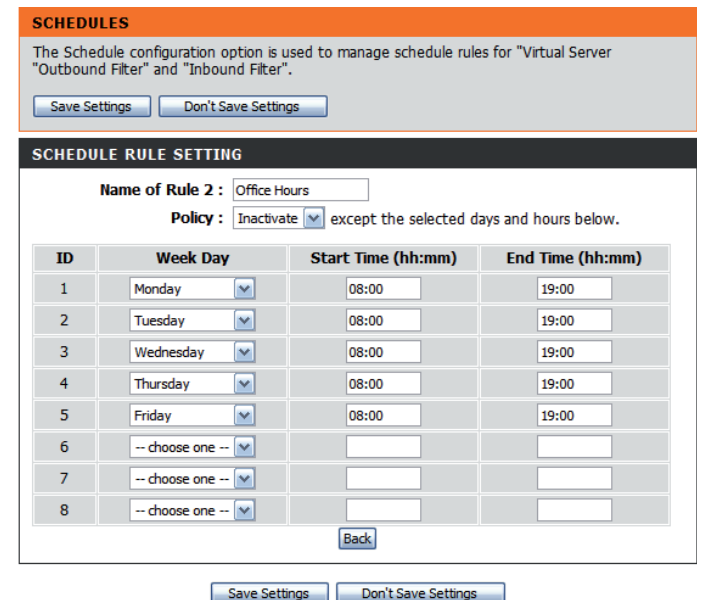 SCHEDULES
The Schedule configuration option is used to manage schedule rules for "Virtual Server
"Outbound Filter" and "Inbound Filter".
Save Settings Don't Save Settings
SCHEDULE RULE SETTING
Name of Rule 2 : Office Hours
Policy : Inactivate except the selected days and hours below.
ID Week Day Start Time (hh:mm) End Time (hh:mm)
1 Monday 08:00 19:00
2 Tuesday 08:00 19:00
3 Wednesday 08:00 19:00
4 Thursday 08:00 19:00
5 Friday 08:00 19:00
6 -- choose one --
7 -- choose one --
8 -- choose one --
Back
Save Settings Don't Save Settings